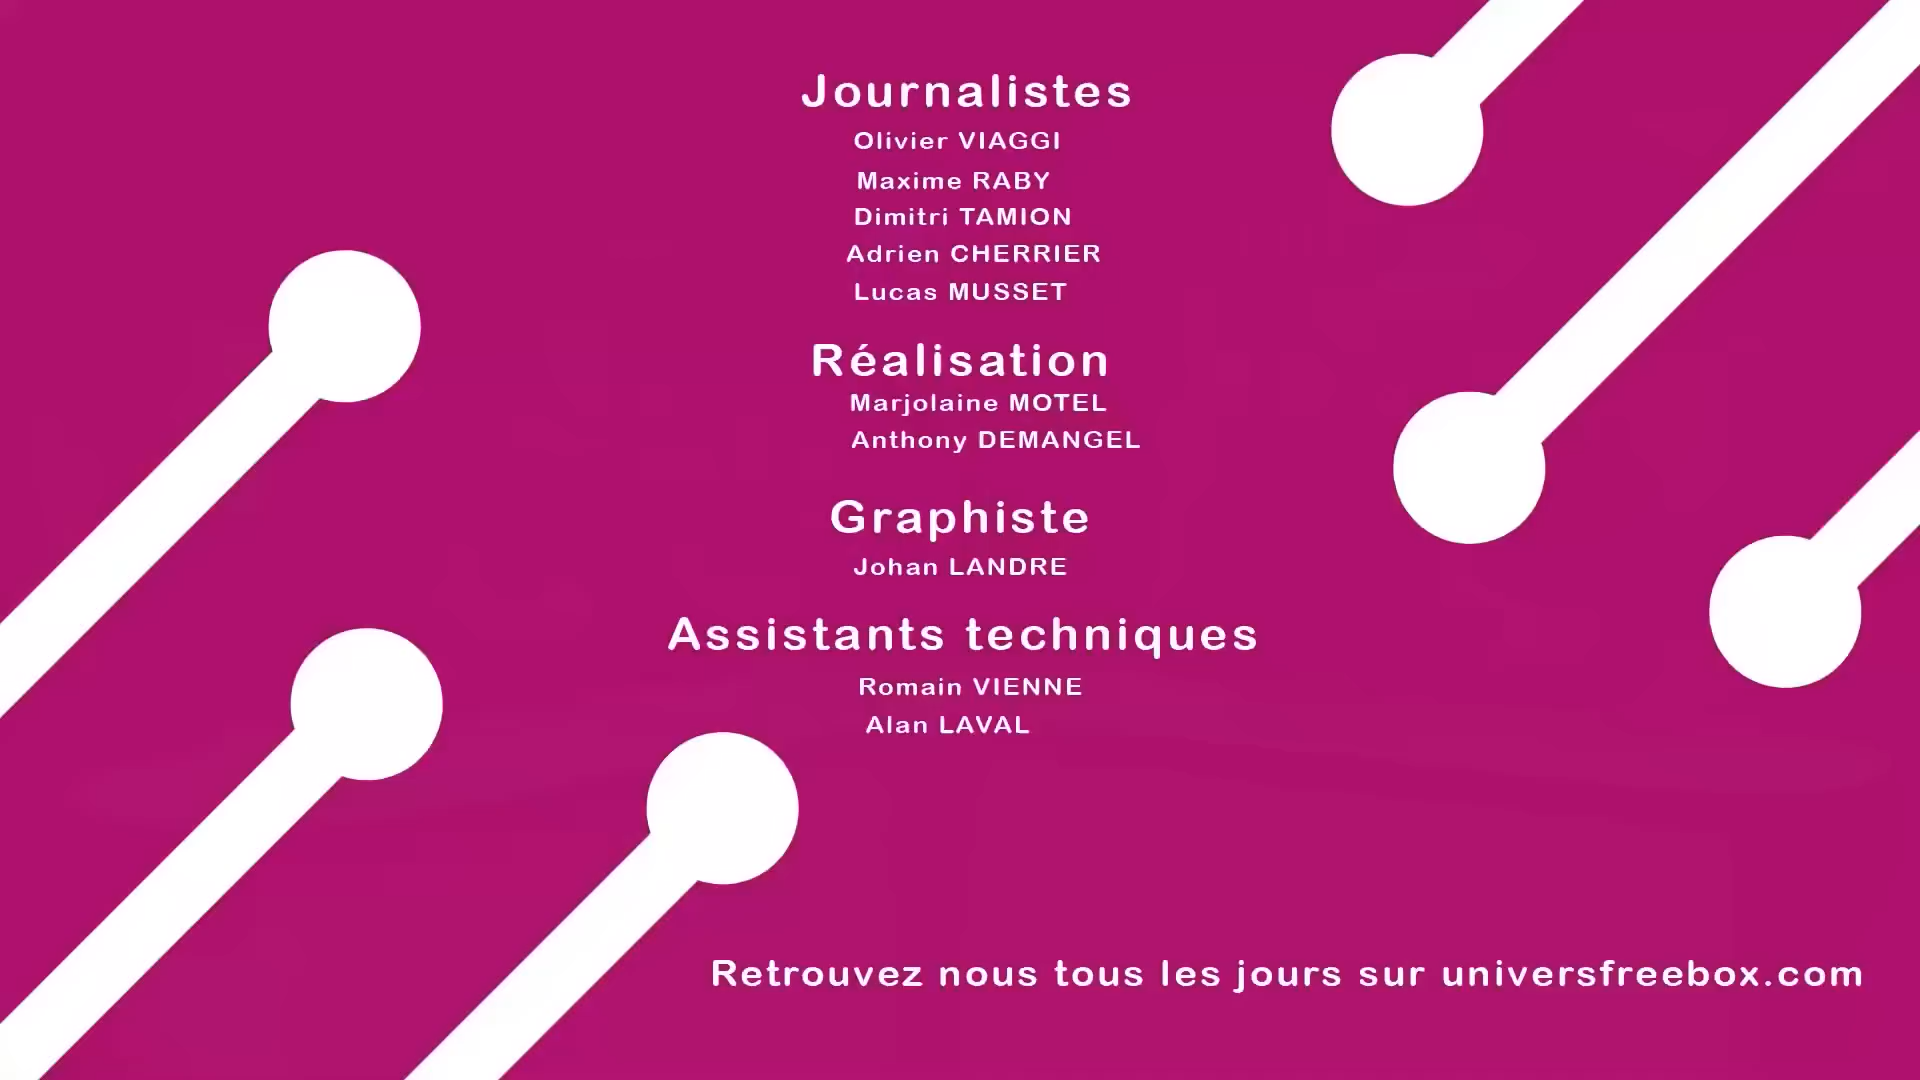 Journalistes
Olivier VIAGGI
Maxime RABY
Dimitri TAMION
Adrien CHERRIER
Lucas MUSSET
Réalisation
Marjolaine MOTEL
Anthony DEMANGEL
Graphiste
Johan LANDRE
Assistants techniques
Romain VIENNE
Alan LAVAL
Retrouvez nous tous les jours sur universfreebox.com